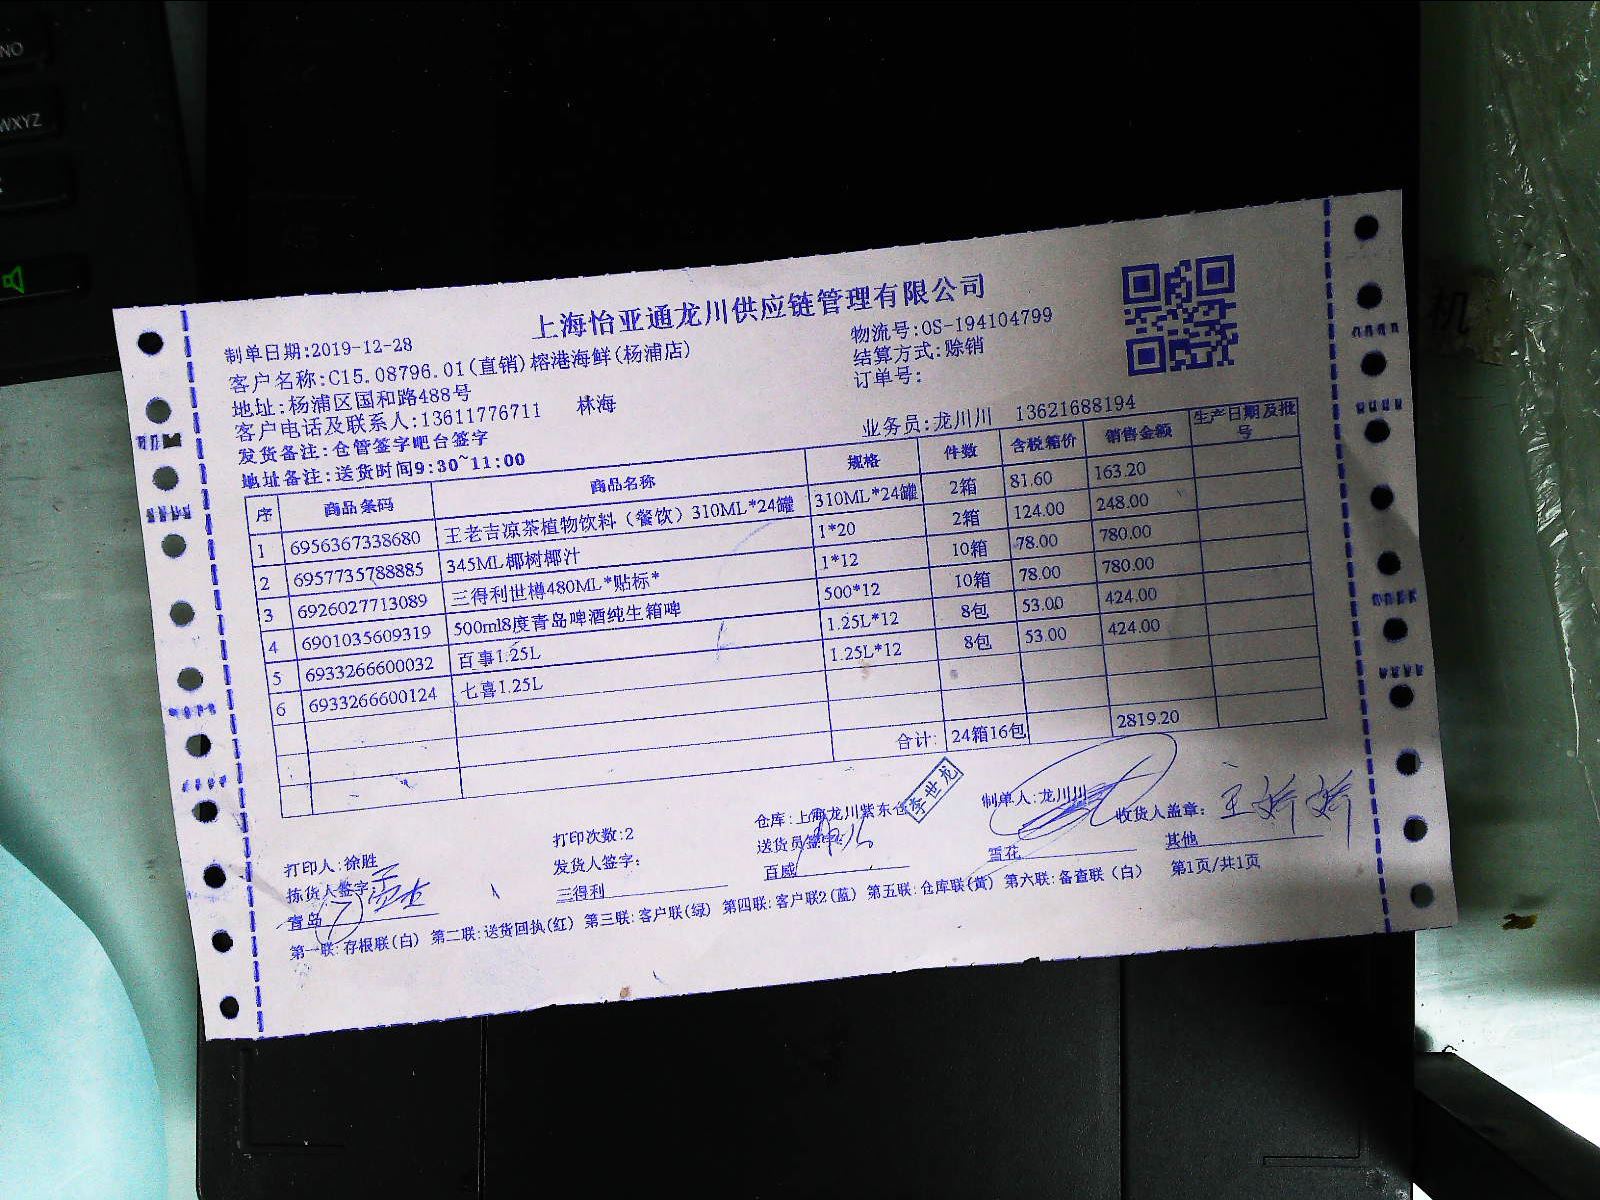 NO
WXYZ
上海怡亚通龙川供应链管理有限公司
制单日期:2019-12-28
物流号:OS-194104799
客户名称:C15.08796.01(直销)榕港海鲜(杨浦店)
结算方式:赊销
地址:杨浦区国和路488号
订单号:
客户电话及联系人:13611776711 林海
业务员:龙川川 13621688194
发货备注:仓管签字吧台签字
地址备注:送货时间9:30~11:00
序 商品条码 商品名称 规格 件数 含税箱价 销售金额 生产日期及批号
1 6956367338680 王老吉凉茶植物饮料（餐饮）310ML*24罐 310ML*24罐 2箱 81.60 163.20
2 6957735788885 345ML椰树椰汁 1*20 2箱 124.00 248.00
3 6926027713089 三得利世樽480ML*贴标* 1*12 10箱 78.00 780.00
4 6901035609319 500ml8度青岛啤酒纯生箱啤 500*12 10箱 78.00 780.00
5 6933266600032 百事1.25L 1.25L*12 8包 53.00 424.00
6 6933266600124 七喜1.25L 1.25L*12 8包 53.00 424.00
合计: 24箱16包 2819.20
李世龙
打印人:徐胜 打印次数:2 仓库:上海龙川紫东仓 制单人:龙川川 收货人盖章:
拣货人签字 发货人签字: 送货员签字: 其他
青岛 7 三得利 百威 雪花
第一联:存根联(白) 第二联:送货回执(红) 第三联:客户联(绿) 第四联:客户联2(蓝) 第五联:仓库联(黄) 第六联:备查联（白） 第1页/共1页
机